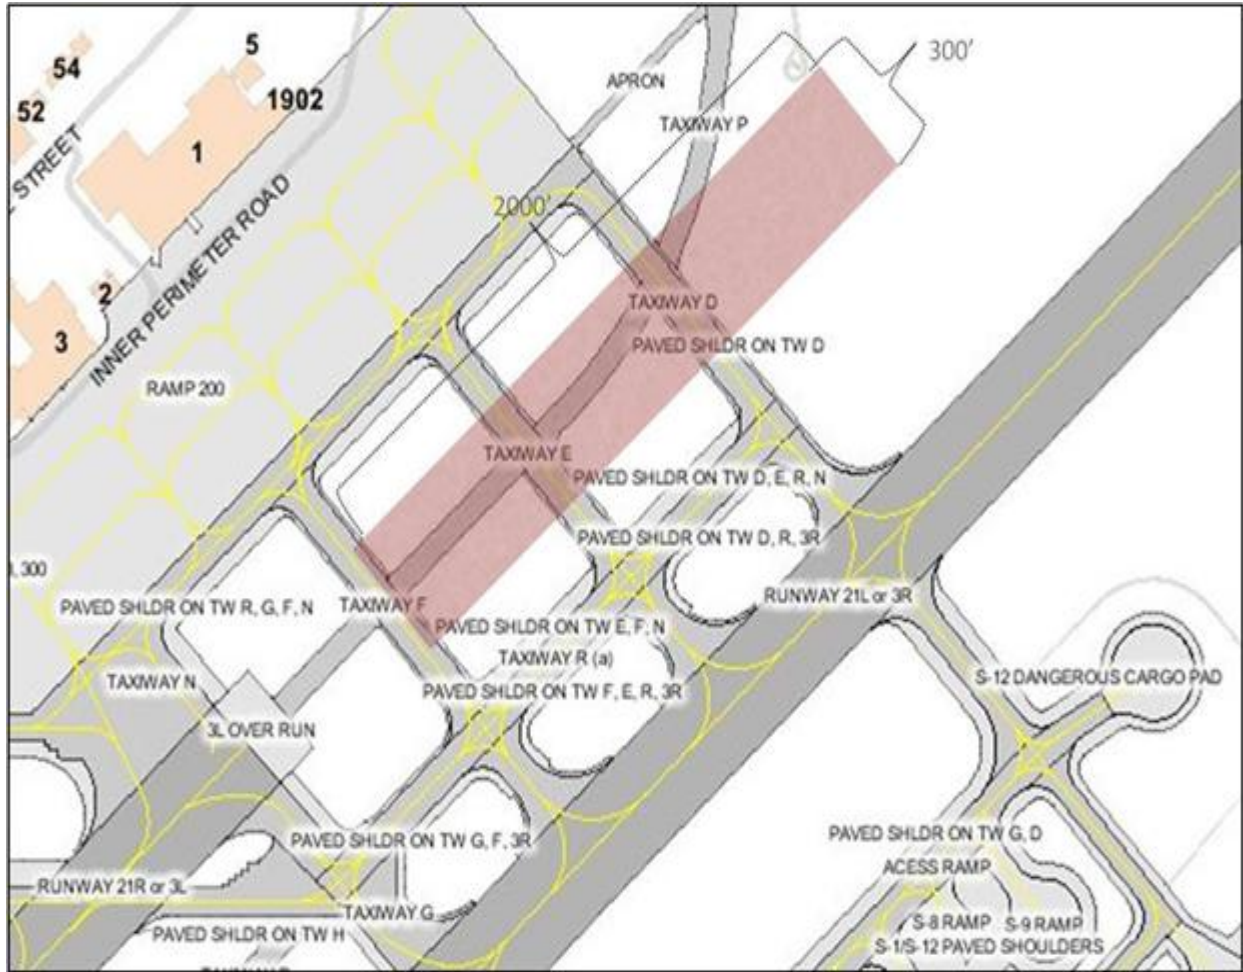 5
54
300'
APRON
52
1902
TAXIWAY P
1
STREET
2000'
INNER PERIMETER ROAD
2
TAXIWAY D
3
PAVED SHLDR ON TW D
RAMP 200
TAXIWAY E
PAVED SHLDR ON TW D, E, R, N
PAVED SHLDR ON TW D, R, 3R
300
RUNWAY 21L or 3R
PAVED SHLDR ON TW R, G, F, N
TAXIWAY F
PAVED SHLDR ON TW E, F, N
TAXIWAY R (a)
TAXIWAY N
S-12 DANGEROUS CARGO PAD
PAVED SHLDR ON TW F, E, R, 3R
3L OVER RUN
PAVED SHLDR ON TW G, F, 3R
PAVED SHLDR ON TW G, D
ACESS RAMP
RUNWAY 21R or 3L
TAXIWAY G
S-8 RAMP
S-9 RAMP
PAVED SHLDR ON TW H
S-1/S-12 PAVED SHOULDERS